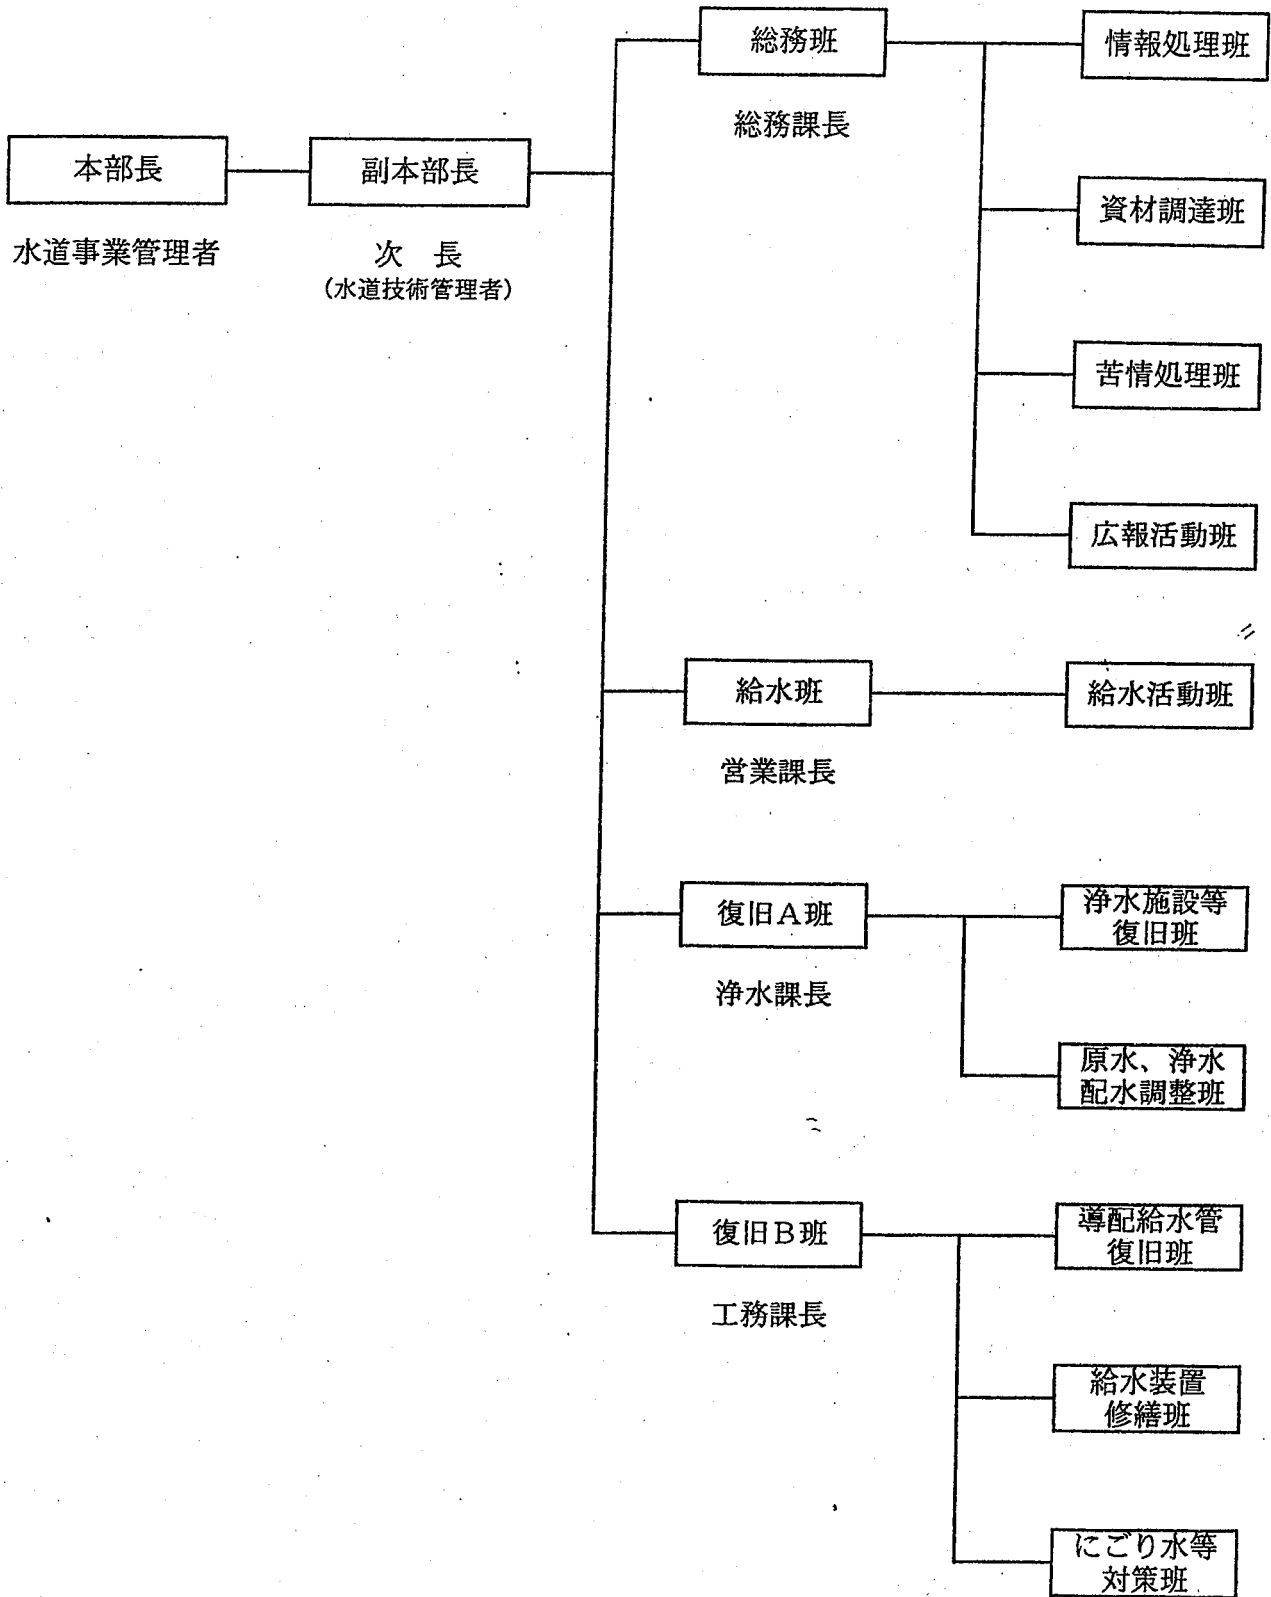 本部長
水道事業管理者
副本部長
次 長
(水道技術管理者)
総務班
総務課長
情報処理班
資材調達班
苦情処理班
広報活動班
給水班
営業課長
給水活動班
復旧A班
浄水課長
浄水施設等
復旧班
原水、浄水
配水調整班
復旧B班
工務課長
導配給水管
復旧班
給水装置
修繕班
にごり水等
対策班